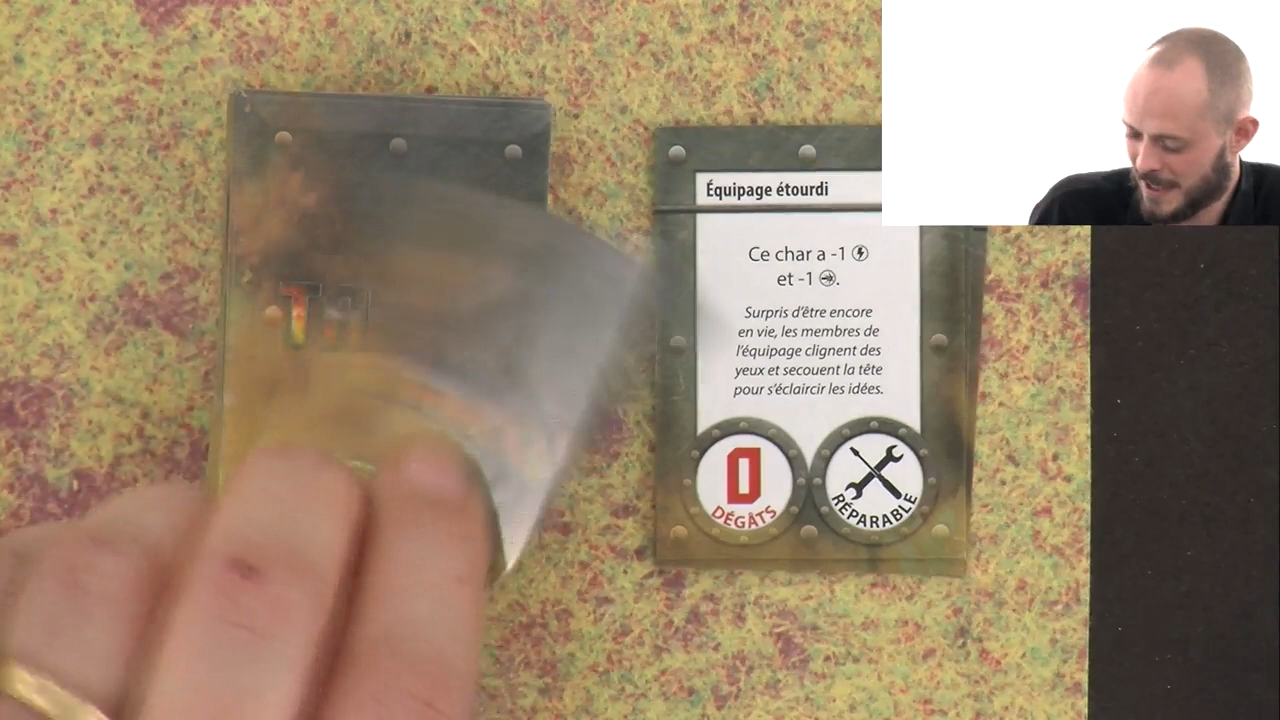 Équipage étourdi
Ce char a -1
et -1 .
Surpris d'être encore
en vie, les membres de
l'équipage clignent des
yeux et secouent la tête
pour s'éclaircir les idées.
0
DÉGÂTS
RÉPARABLE